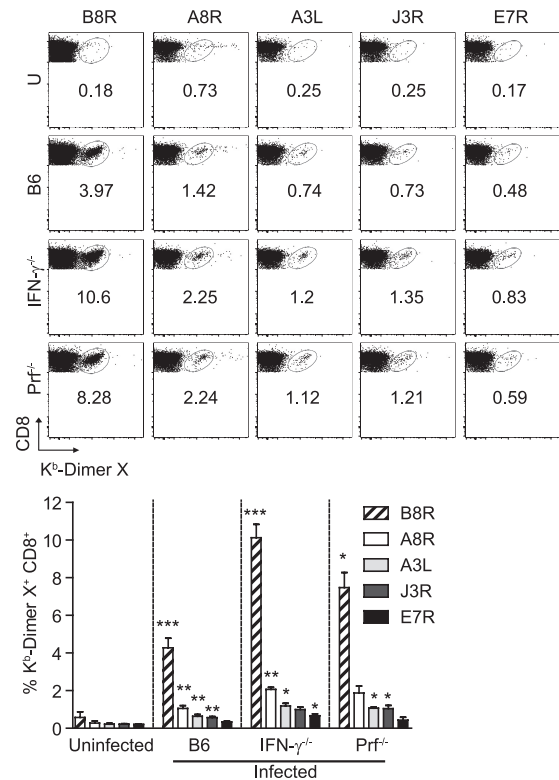 B8R A8R A3L J3R E7R
U
0.18 0.73 0.25 0.25 0.17
B6
3.97 1.42 0.74 0.73 0.48
IFN-γ-/-
10.6 2.25 1.2 1.35 0.83
Prf-/-
8.28 2.24 1.12 1.21 0.59
CD8
Kb-Dimer X
% Kb-Dimer X+ CD8+
12
10
8
6
4
2
0
***
**
**
**
***
**
*
*
*
*
*
B8R
A8R
A3L
J3R
E7R
Uninfected B6 IFN-γ-/- Prf-/-
Infected